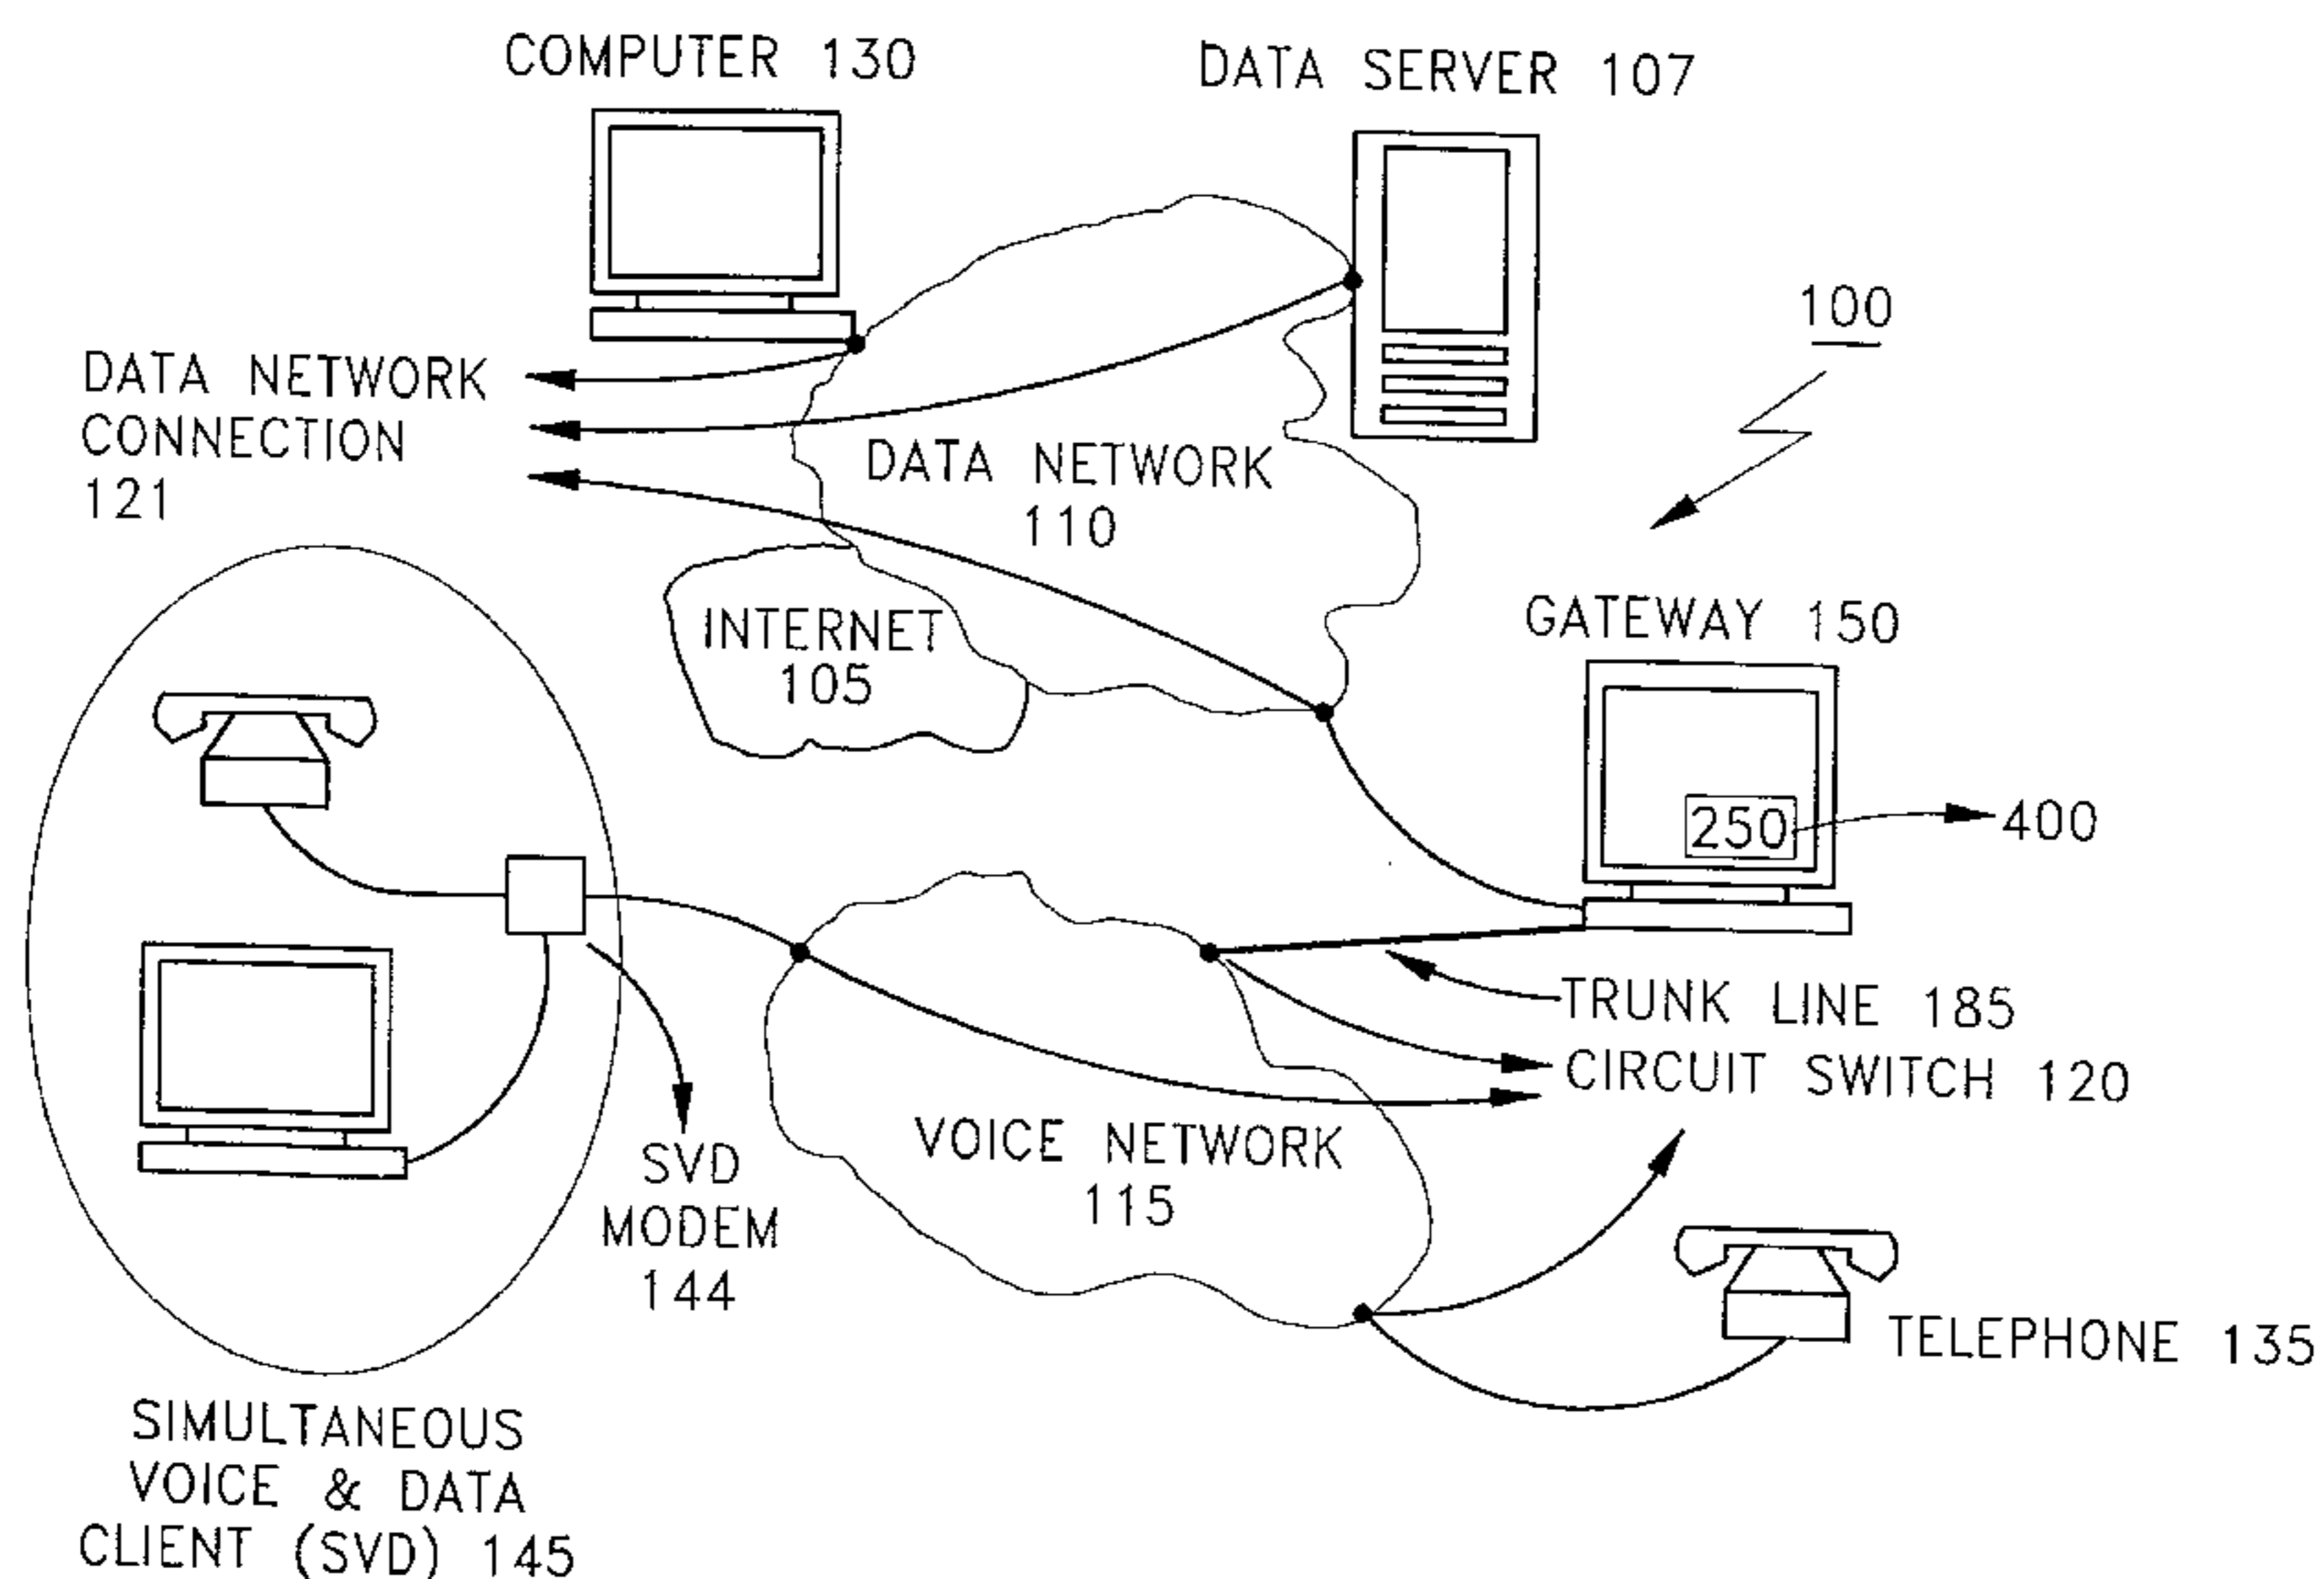 COMPUTER 130
DATA SERVER 107
100
DATA NETWORK
CONNECTION
121
DATA NETWORK
110
INTERNET
105
GATEWAY 150
250
400
TRUNK LINE 185
CIRCUIT SWITCH 120
VOICE NETWORK
115
SVD
MODEM
144
TELEPHONE 135
SIMULTANEOUS
VOICE & DATA
CLIENT (SVD) 145